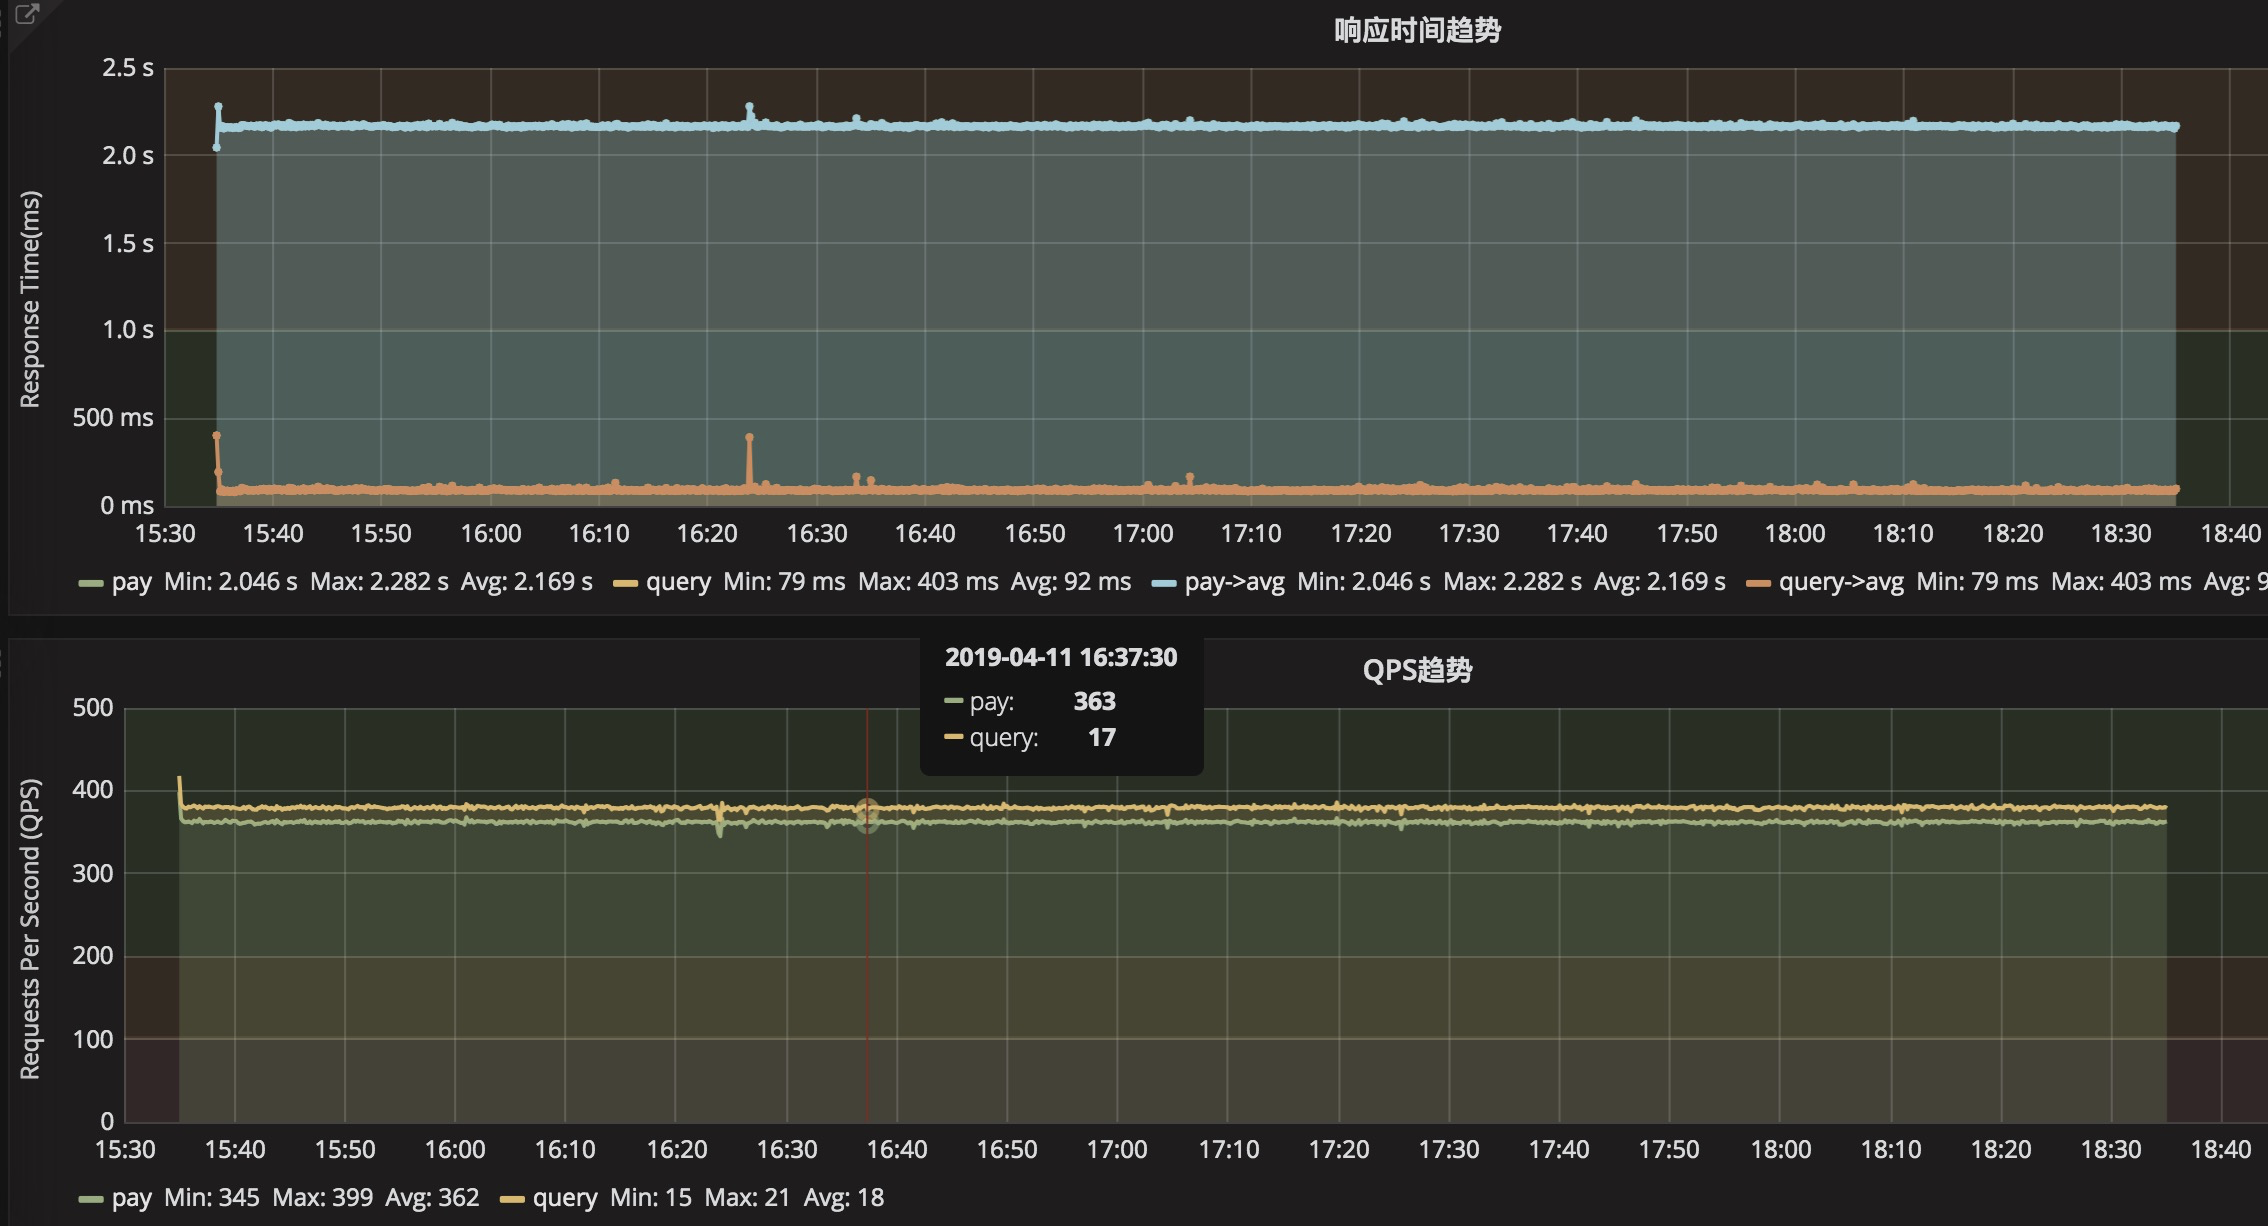 响应时间趋势
Response Time(ms)
2.5 s
2.0 s
1.5 s
1.0 s
500 ms
0 ms
15:30 15:40 15:50 16:00 16:10 16:20 16:30 16:40 16:50 17:00 17:10 17:20 17:30 17:40 17:50 18:00 18:10 18:20 18:30 18:40
pay Min: 2.046 s Max: 2.282 s Avg: 2.169 s query Min: 79 ms Max: 403 ms Avg: 92 ms pay->avg Min: 2.046 s Max: 2.282 s Avg: 2.169 s query->avg Min: 79 ms Max: 403 ms Avg: 9
QPS趋势
2019-04-11 16:37:30
pay: 363
query: 17
Requests Per Second (QPS)
500
400
300
200
100
0
15:30 15:40 15:50 16:00 16:10 16:20 16:30 16:40 16:50 17:00 17:10 17:20 17:30 17:40 17:50 18:00 18:10 18:20 18:30 18:40
pay Min: 345 Max: 399 Avg: 362 query Min: 15 Max: 21 Avg: 18